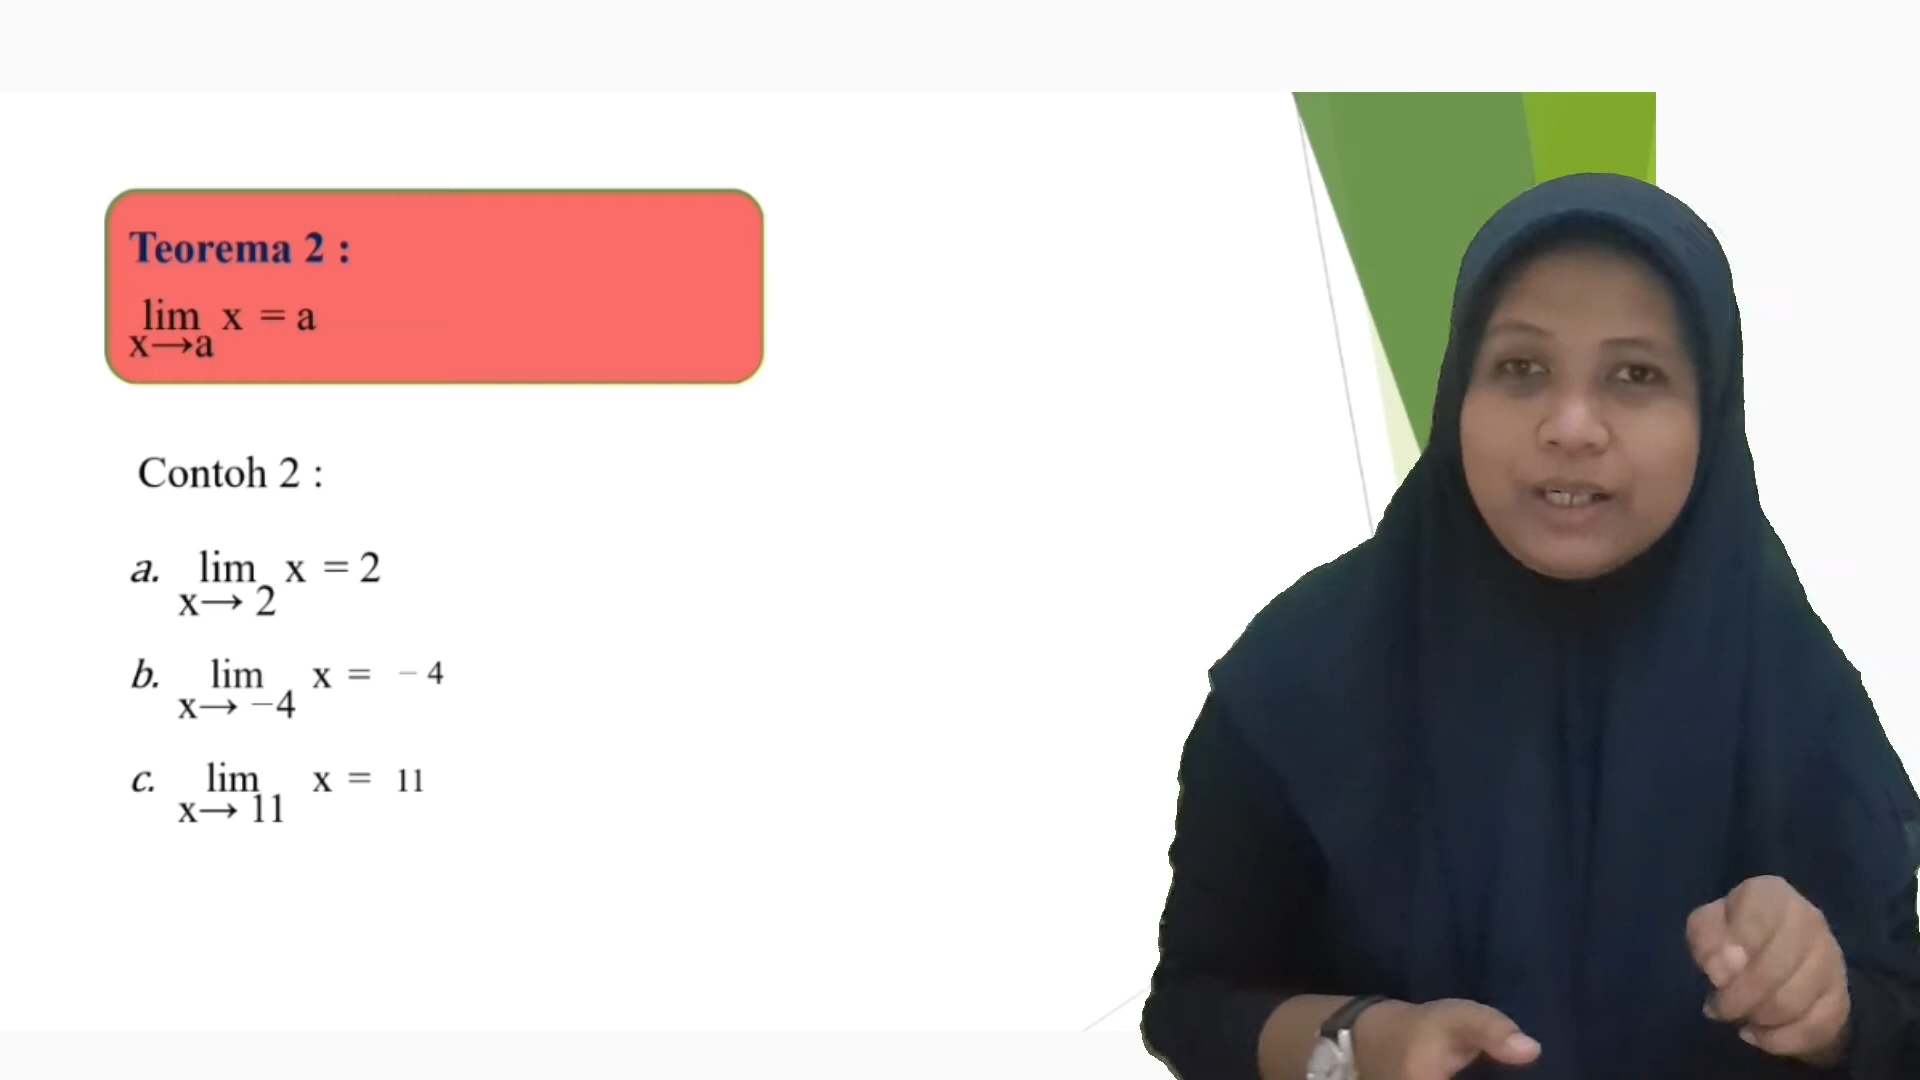 Teorema 2 :
lim x = a
x→a
Contoh 2 :
a. lim x = 2
x→ 2
b. lim x = – 4
x→ –4
c. lim x = 11
x→ 11